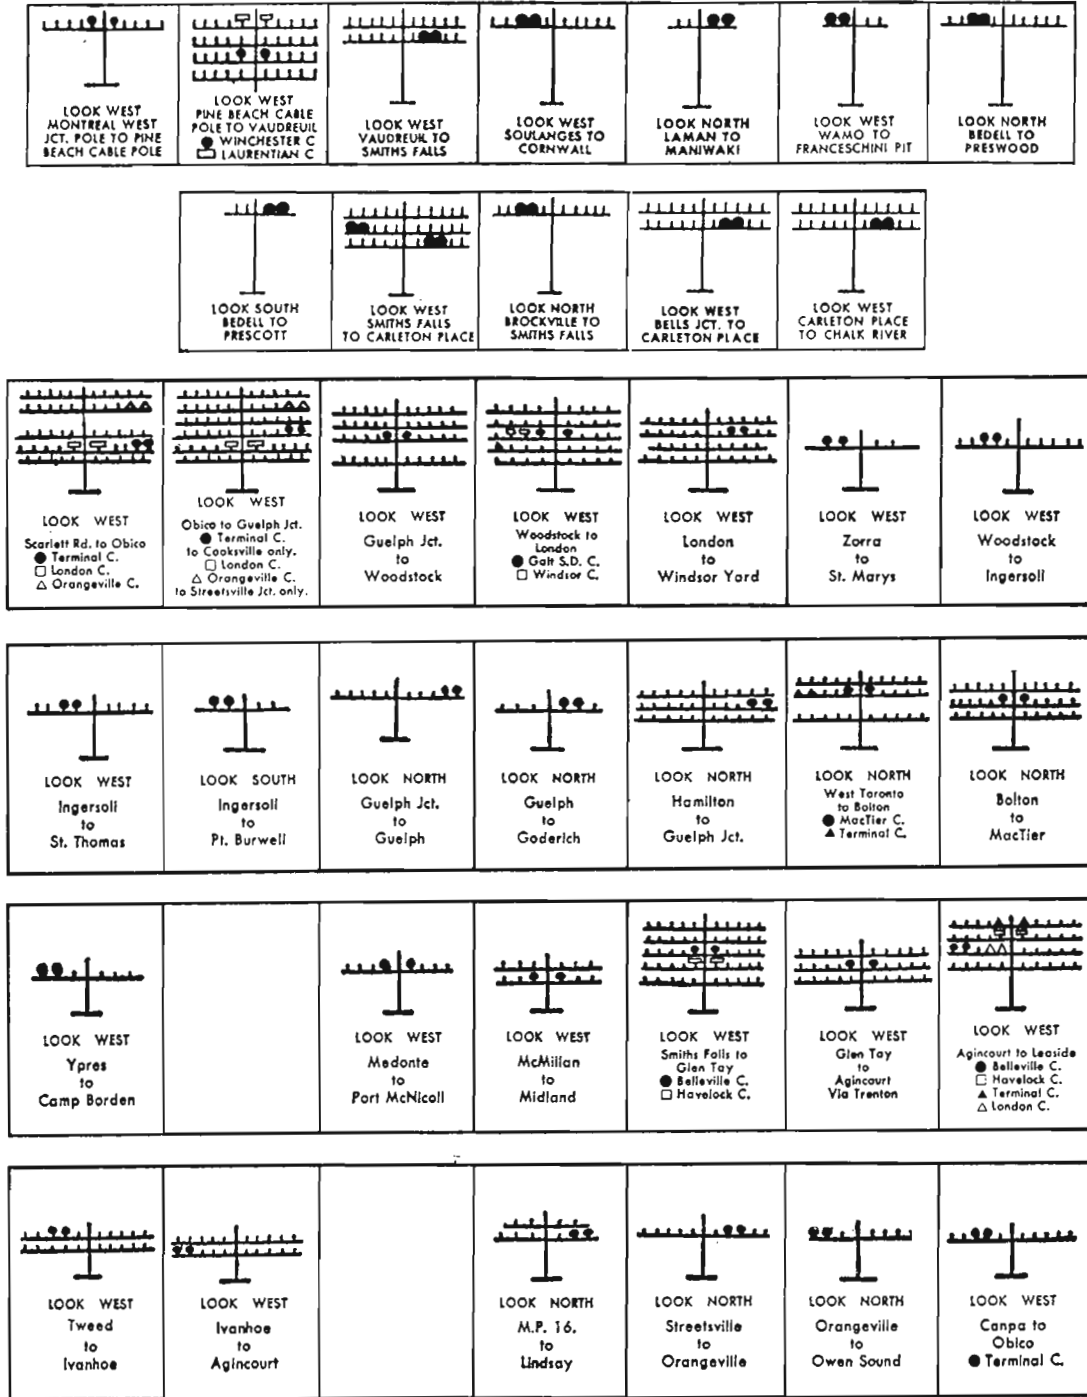 LOOK WEST
MONTREAL WEST
JCT. POLE TO PINE
BEACH CABLE POLE
LOOK WEST
PINE BEACH CABLE
POLE TO VAUDREUIL
WINCHESTER C
LAURENTIAN C
LOOK WEST
VAUDREUIL TO
SMITHS FALLS
LOOK WEST
SOULANGES TO
CORNWALL
LOOK NORTH
LAMAN TO
MANIWAKI
LOOK WEST
WAMO TO
FRANCESCHINI PIT
LOOK NORTH
BEDELL TO
PRESWOOD
LOOK SOUTH
BEDELL TO
PRESCOTT
LOOK WEST
SMITHS FALLS
TO CARLETON PLACE
LOOK NORTH
BROCKVILLE TO
SMITHS FALLS
LOOK WEST
BELLS JCT. TO
CARLETON PLACE
LOOK WEST
CARLETON PLACE
TO CHALK RIVER
LOOK WEST
Scarlett Rd. to Obico
Terminal C.
London C.
Orangeville C.
LOOK WEST
Obico to Guelph Jct.
Terminal C.
to Cooksville only.
London C.
Orangeville C.
to Streetsville Jct. only.
LOOK WEST
Guelph Jct.
to
Woodstock
LOOK WEST
Woodstock to
London
Galt S.D. C.
Windsor C.
LOOK WEST
London
to
Windsor Yard
LOOK WEST
Zorra
to
St. Marys
LOOK WEST
Woodstock
to
Ingersoll
LOOK WEST
Ingersoll
to
St. Thomas
LOOK SOUTH
Ingersoll
to
Pt. Burwell
LOOK NORTH
Guelph Jct.
to
Guelph
LOOK NORTH
Guelph
to
Goderich
LOOK NORTH
Hamilton
to
Guelph Jct.
LOOK NORTH
West Toronto
to Bolton
MacTier C.
Terminal C.
LOOK NORTH
Bolton
to
MacTier
LOOK WEST
Ypres
to
Camp Borden
LOOK WEST
Medonte
to
Port McNicoll
LOOK WEST
McMillan
to
Midland
LOOK WEST
Smiths Falls to
Glen Tay
Belleville C.
Havelock C.
LOOK WEST
Glen Tay
to
Agincourt
Via Trenton
LOOK WEST
Agincourt to Leaside
Belleville C.
Havelock C.
Terminal C.
London C.
LOOK WEST
Tweed
to
Ivanhoe
LOOK WEST
Ivanhoe
to
Agincourt
LOOK NORTH
M.P. 16.
to
Lindsay
LOOK NORTH
Streetsville
to
Orangeville
LOOK NORTH
Orangeville
to
Owen Sound
LOOK WEST
Canpa to
Obico
Terminal C.